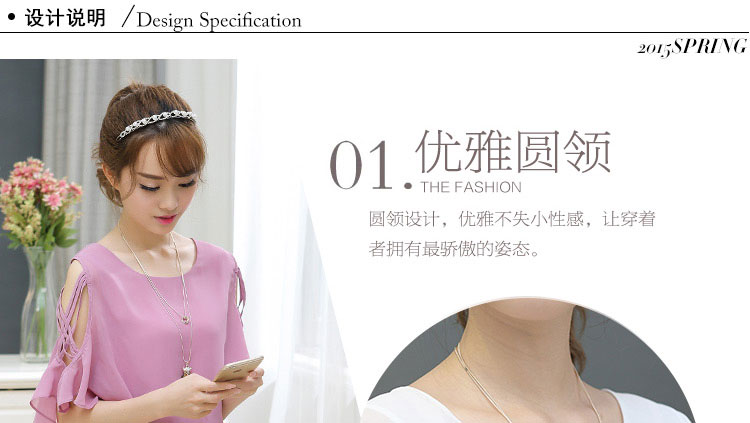 • 设计说明 / Design Specification
2015SPRING
01. 优雅圆领
THE FASHION
圆领设计，优雅不失小性感，让穿着
者拥有最骄傲的姿态。